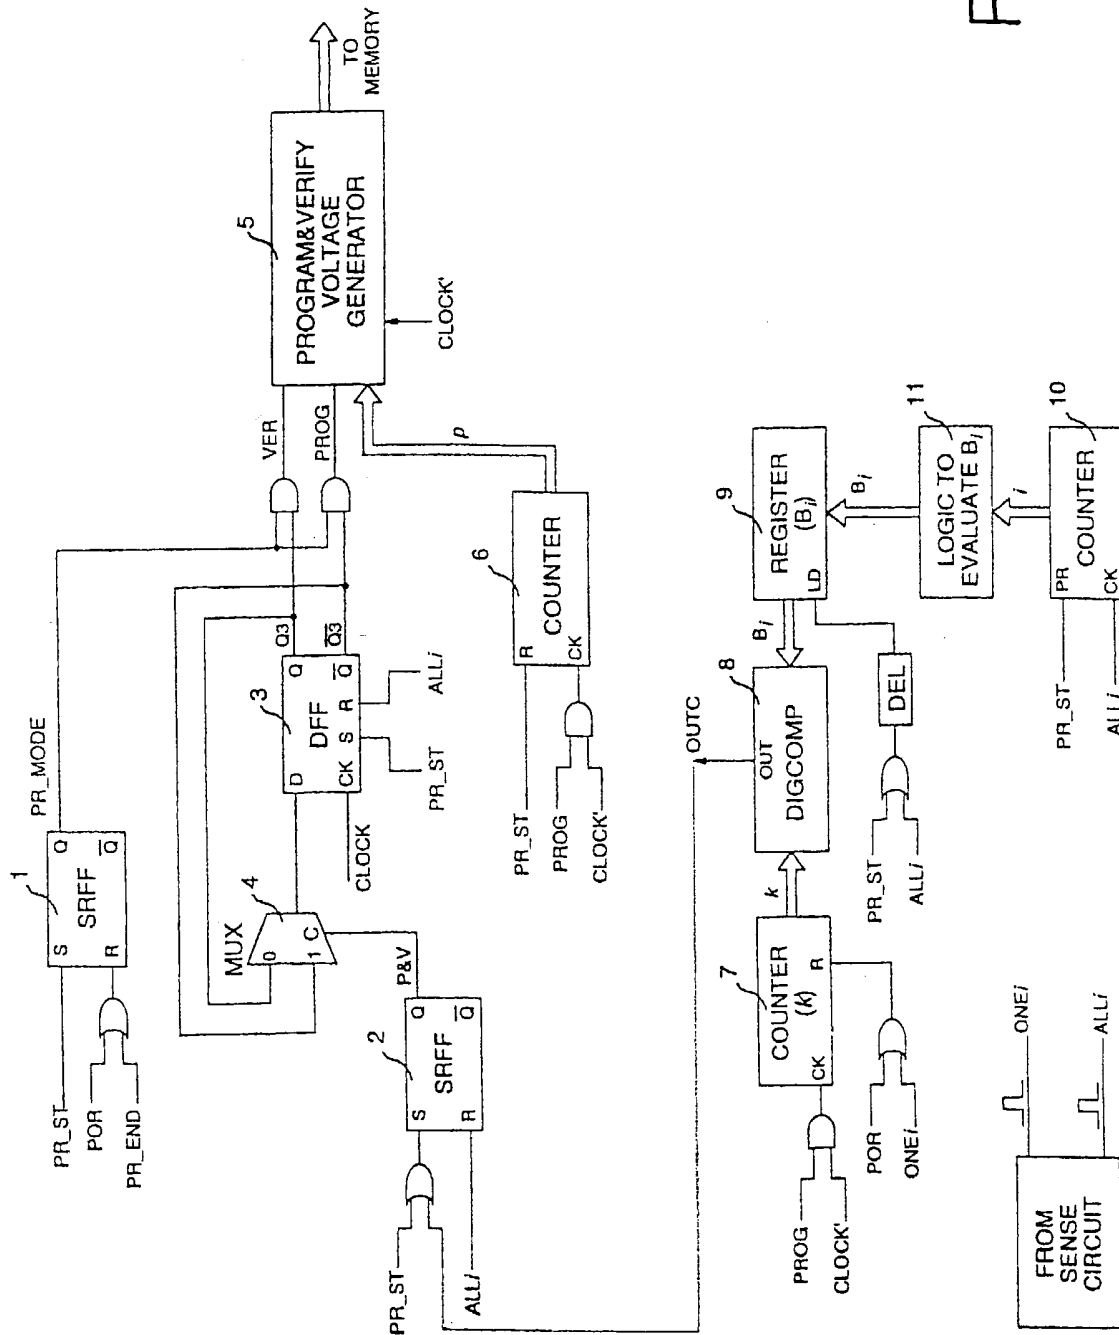 F
1
PR_ST
POR
PR_END
S
R
SRFF
Q
Q
PR_MODE
MUX
4
0
1
C
P&V
2
S
R
SRFF
Q
Q
PR_ST
ALLi
3
D
CK
DFF
S
R
Q
Q
Q3
Q3
CLOCK
PR_ST
ALLi
VER
PROG
5
PROGRAM&VERIFY
VOLTAGE
GENERATOR
TO
MEMORY
CLOCK'
p
6
R
CK
COUNTER
PR_ST
PROG
CLOCK'
OUTC
7
COUNTER
(k)
CK
R
PROG
CLOCK'
POR
ONEi
k
8
OUT
DIGCOMP
Bi
9
REGISTER
(Bi)
LD
DEL
PR_ST
ALLi
Bi
11
LOGIC TO
EVALUATE Bi
i
10
PR
CK
COUNTER
PR_ST
ALLi
FROM
SENSE
CIRCUIT
ONEi
ALLi